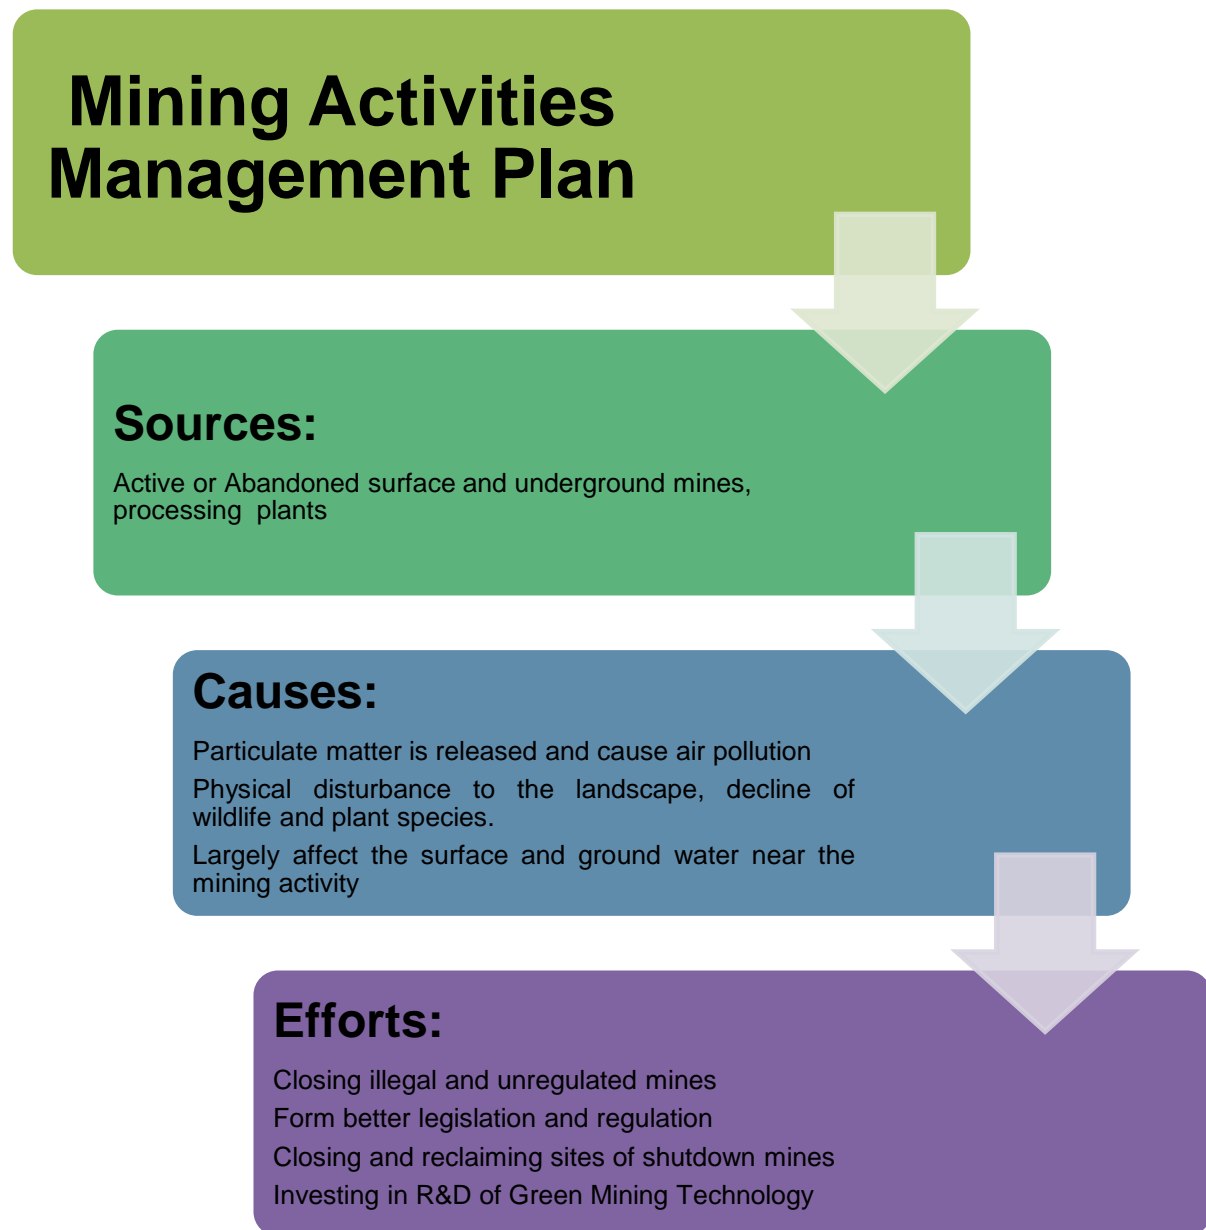 Mining Activities
Management Plan
Sources:
Active or Abandoned surface and underground mines,
processing plants
Causes:
Particulate matter is released and cause air pollution
Physical disturbance to the landscape, decline of
wildlife and plant species.
Largely affect the surface and ground water near the
mining activity
Efforts:
Closing illegal and unregulated mines
Form better legislation and regulation
Closing and reclaiming sites of shutdown mines
Investing in R&D of Green Mining Technology